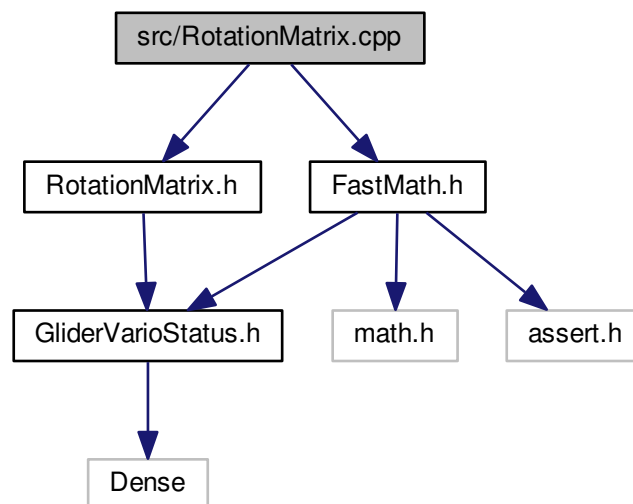 src/RotationMatrix.cpp
RotationMatrix.h
FastMath.h
GliderVarioStatus.h
math.h
assert.h
Dense